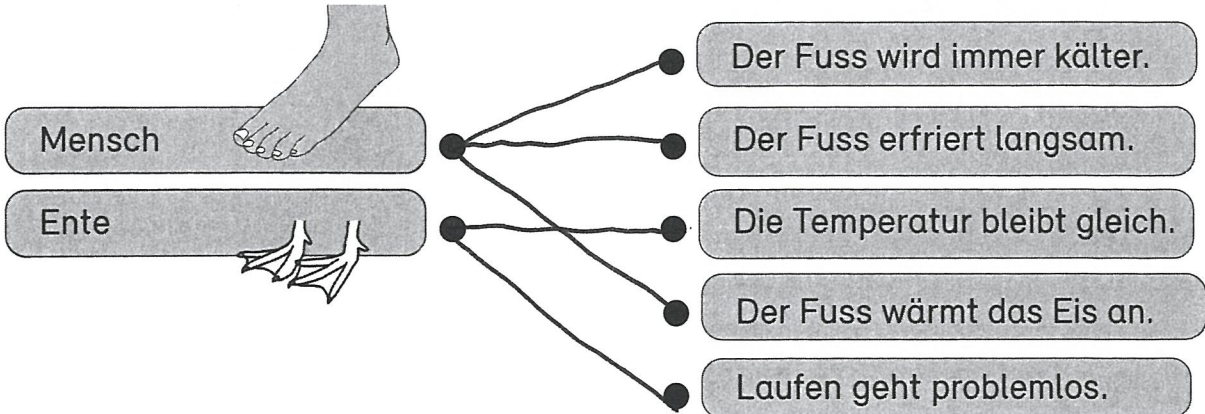 Der Fuss wird immer kälter.
Mensch
Der Fuss erfriert langsam.
Ente
Die Temperatur bleibt gleich.
Der Fuss wärmt das Eis an.
Laufen geht problemlos.